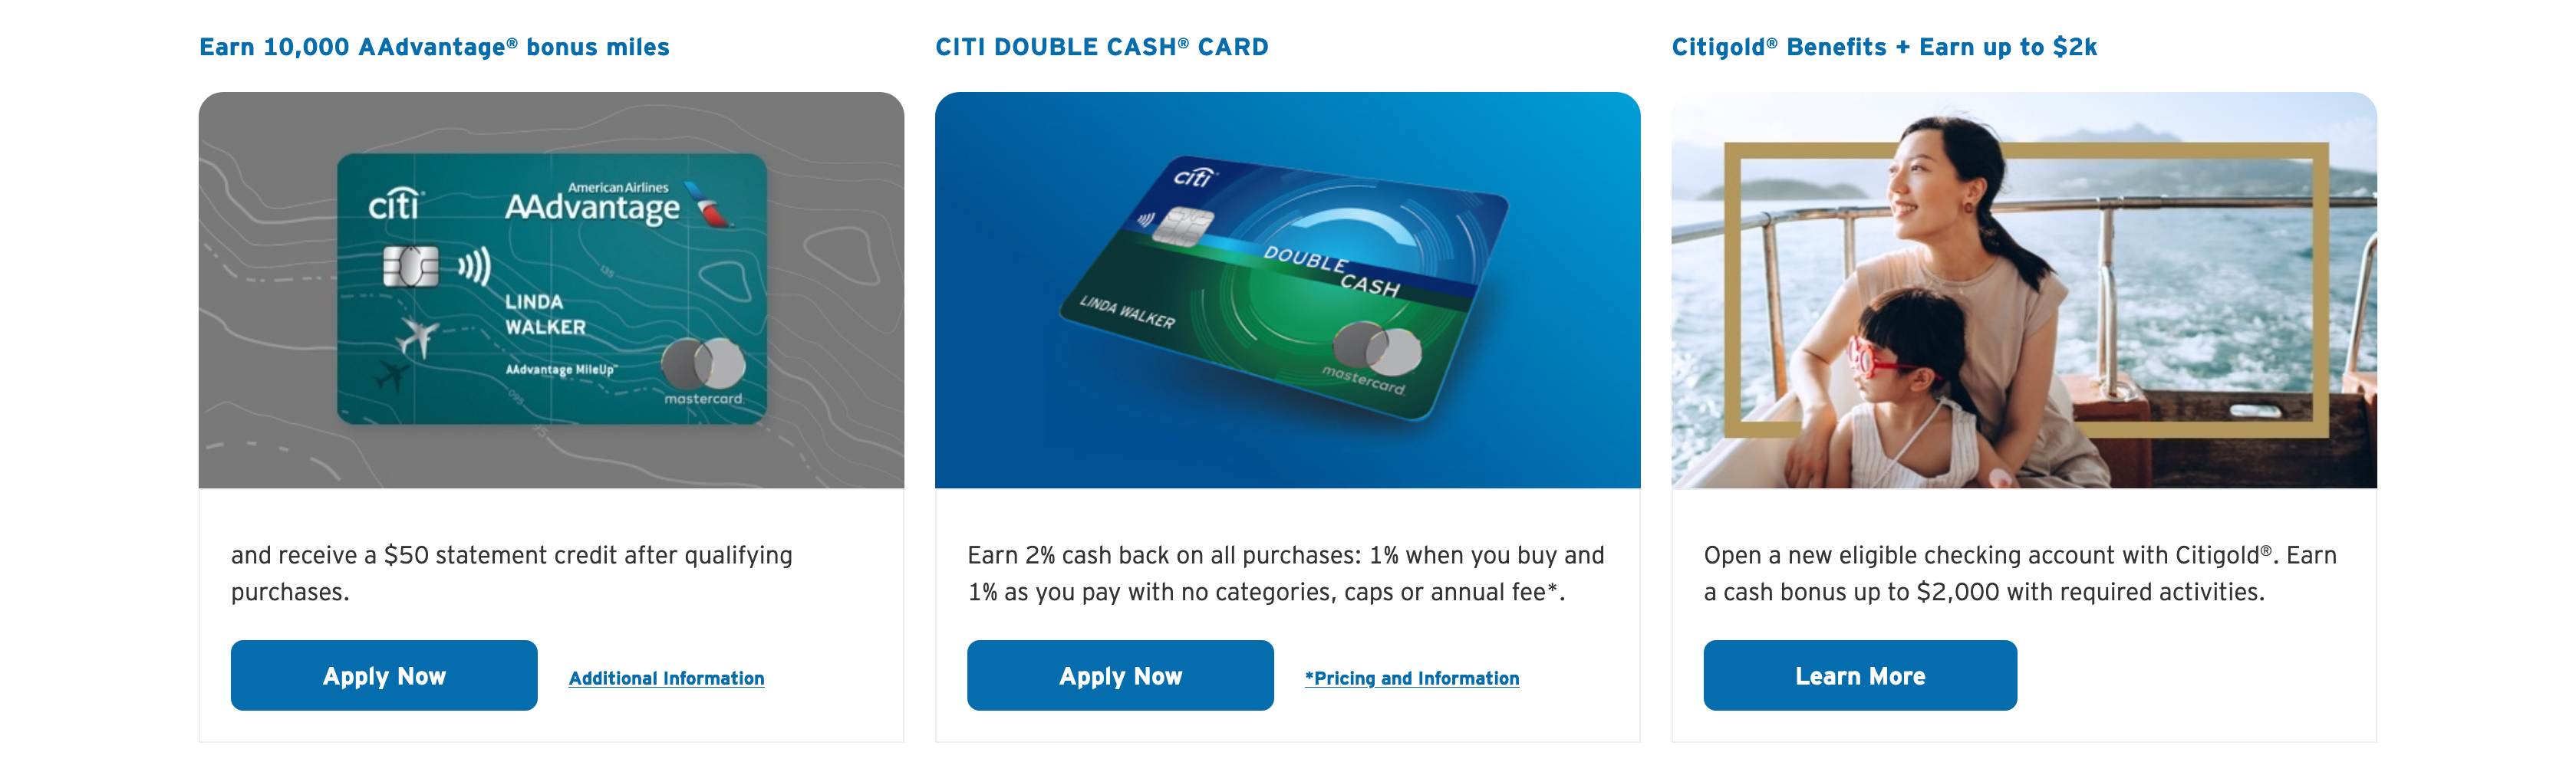 Earn 10,000 AAdvantage® bonus miles
citi®
American Airlines
AAdvantage
135
LINDA
WALKER
AAdvantage MileUp™
mastercard.
095
95
and receive a $50 statement credit after qualifying
purchases.
Apply Now
Additional Information
CITI DOUBLE CASH® CARD
citi®
DOUBLE
CASH
LINDA WALKER
mastercard.
Earn 2% cash back on all purchases: 1% when you buy and
1% as you pay with no categories, caps or annual fee*.
Apply Now
*Pricing and Information
Citigold® Benefits + Earn up to $2k
Open a new eligible checking account with Citigold®. Earn
a cash bonus up to $2,000 with required activities.
Learn More